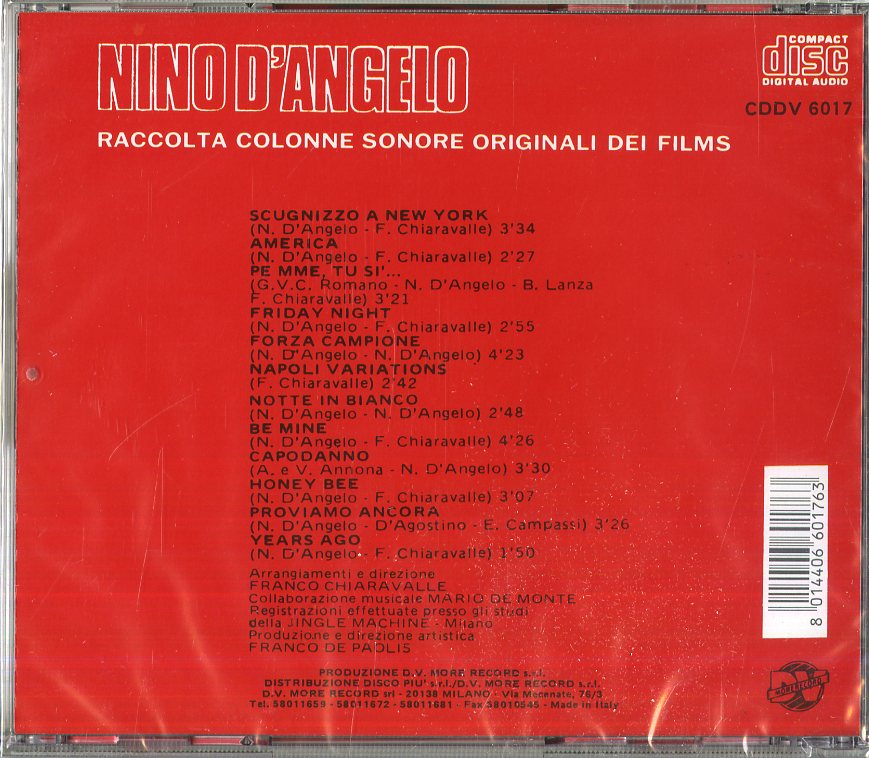 NINO D'ANGELO
COMPACT
disc
DIGITAL AUDIO
CDDV 6017
RACCOLTA COLONNE SONORE ORIGINALI DEI FILMS
SCUGNIZZO A NEW YORK
(N. D'Angelo - F. Chiaravalle) 3'34
AMERICA
(N. D'Angelo - F. Chiaravalle) 2'27
PE MME, TU SI'...
(G.V.C. Romano - N. D'Angelo - B. Lanza
F. Chiaravalle) 3'21
FRIDAY NIGHT
(N. D'Angelo - F. Chiaravalle) 2'55
FORZA CAMPIONE
(N. D'Angelo - N. D'Angelo) 4'23
NAPOLI VARIATIONS
(F. Chiaravalle) 2'42
NOTTE IN BIANCO
(N. D'Angelo - N. D'Angelo) 2'48
BE MINE
(N. D'Angelo - F. Chiaravalle) 4'26
CAPODANNO
(A. e V. Annona - N. D'Angelo) 3'30
HONEY BEE
(N. D'Angelo - F. Chiaravalle) 3'07
PROVIAMO ANCORA
(N. D'Angelo - D'Agostino - E. Campassi) 3'26
YEARS AGO
(N. D'Angelo - F. Chiaravalle) 1'50
Arrangiamenti e direzione
FRANCO CHIARAVALLE
Collaborazione musicale MARIO DE MONTE
Registrazioni effettuate presso gli studi
della JINGLE MACHINE - Milano
Produzione e direzione artistica
FRANCO DE PAOLIS
PRODUZIONE D.V. MORE RECORD s.r.l.
DISTRIBUZIONE DISCO PIU' s.r.l./D.V. MORE RECORD s.r.l.
D.V. MORE RECORD srl - 20138 MILANO - Via Mecenate, 76/3
Tel. 58011659 - 58011672 - 58011681 - Fax 38010545 - Made in Italy
8 014406 601763
MORE RECORD